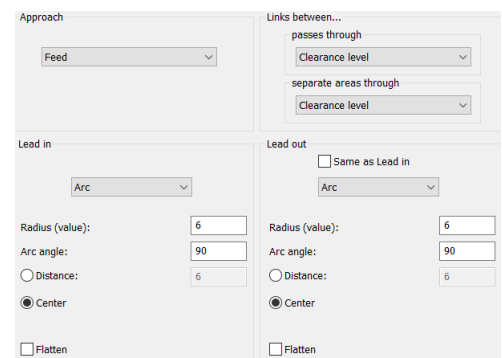 Approach
Feed
Links between...
passes through
Clearance level
separate areas through
Clearance level
Lead in
Arc
Radius (value):
6
Arc angle:
90
Distance:
6
Center
Flatten
Lead out
Same as Lead in
Arc
Radius (value):
6
Arc angle:
90
Distance:
6
Center
Flatten